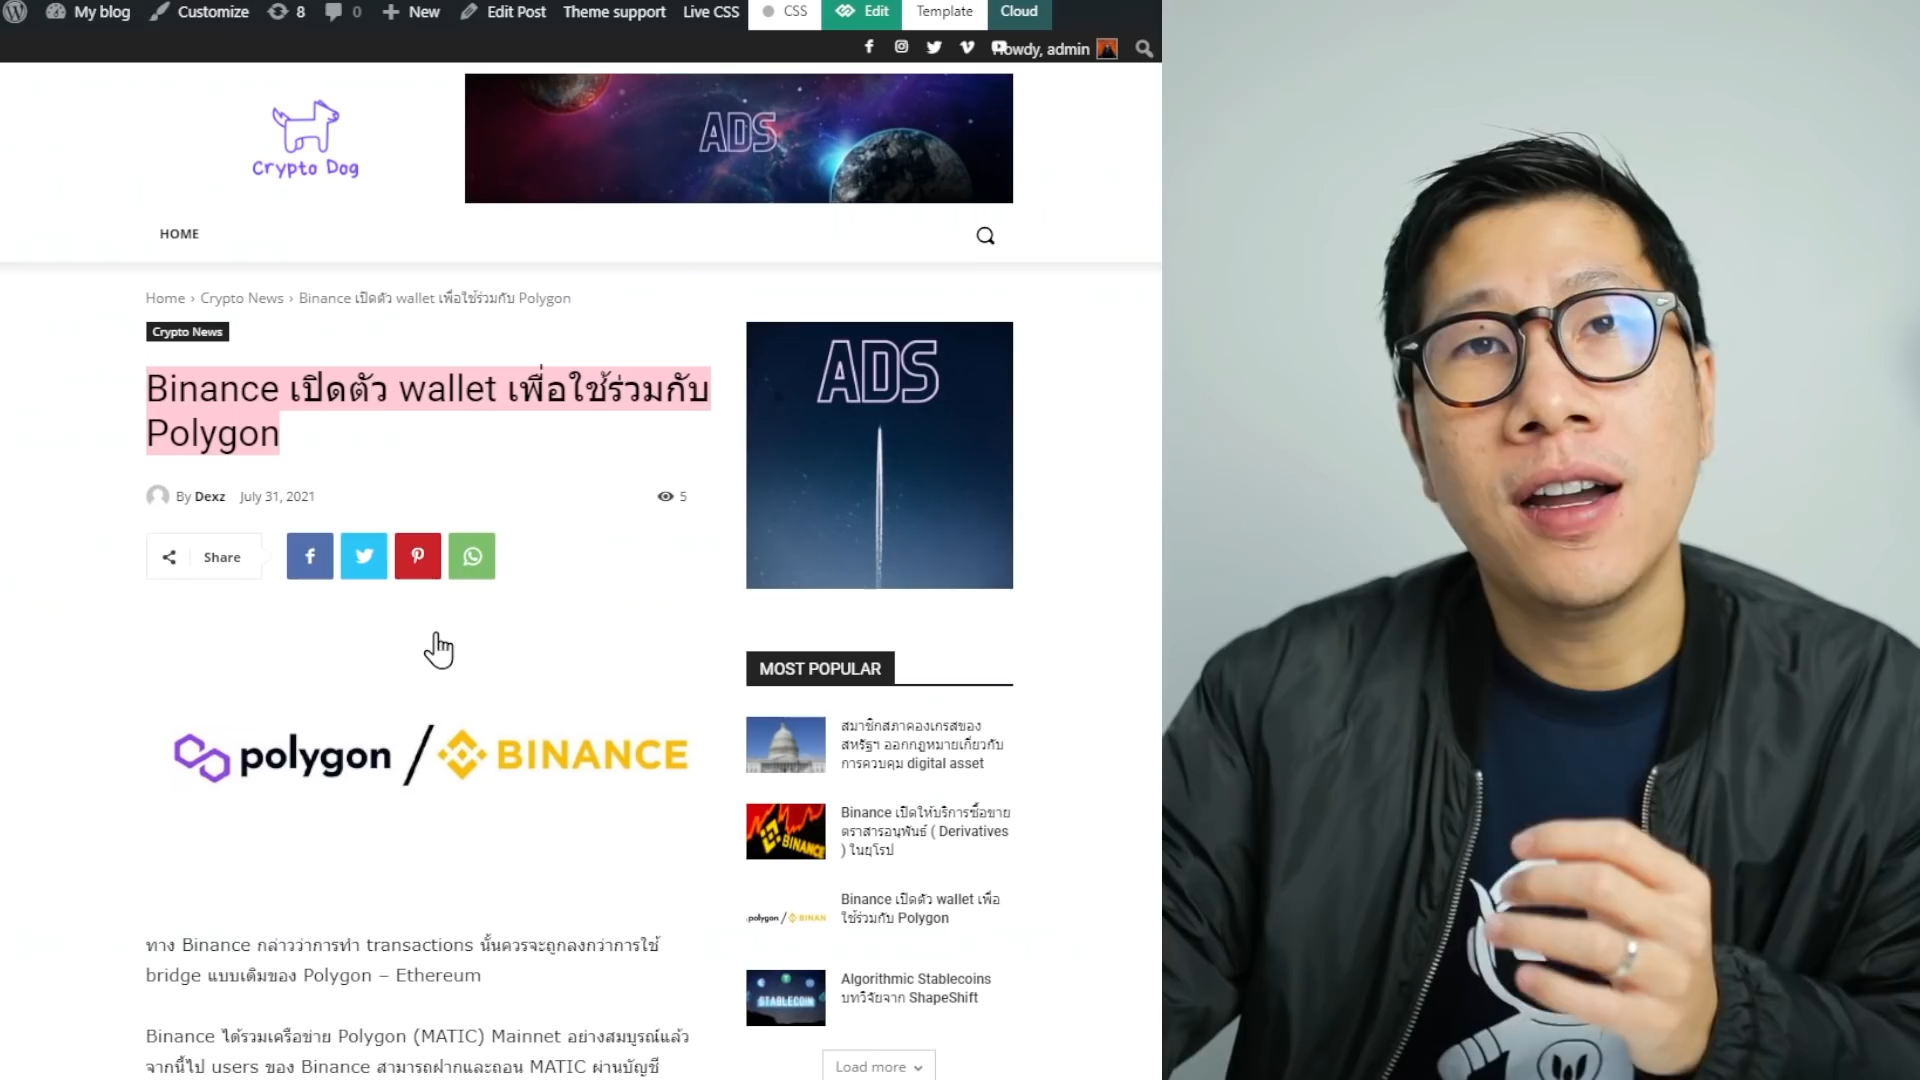 My blog Customize 8 0 New Edit Post Theme support Live CSS CSS Edit Template Cloud
Howdy, admin
Crypto Dog
ADS
HOME
Home › Crypto News › Binance เปิดตัว wallet เพื่อใช้ร่วมกับ Polygon
Crypto News
Binance เปิดตัว wallet เพื่อใช้ร่วมกับ
Polygon
By Dexz July 31, 2021 5
Share
polygon / BINANCE
ทาง Binance กล่าวว่าการทำ transactions นั้นควรจะถูกลงกว่าการใช้
bridge แบบเดิมของ Polygon – Ethereum
Binance ได้รวมเครือข่าย Polygon (MATIC) Mainnet อย่างสมบูรณ์แล้ว
จากนี้ไป users ของ Binance สามารถฝากและถอน MATIC ผ่านบัญชี
ADS
MOST POPULAR
สมาชิกสภาคองเกรสของ
สหรัฐฯ ออกกฎหมายเกี่ยวกับ
การควบคุม digital asset
BINANCE
Binance เปิดให้บริการซื้อขาย
ตราสารอนุพันธ์ ( Derivatives
) ในยุโรป
polygon / BINAN
Binance เปิดตัว wallet เพื่อ
ใช้ร่วมกับ Polygon
STABLECOIN
Algorithmic Stablecoins
บทวิจัยจาก ShapeShift
Load more